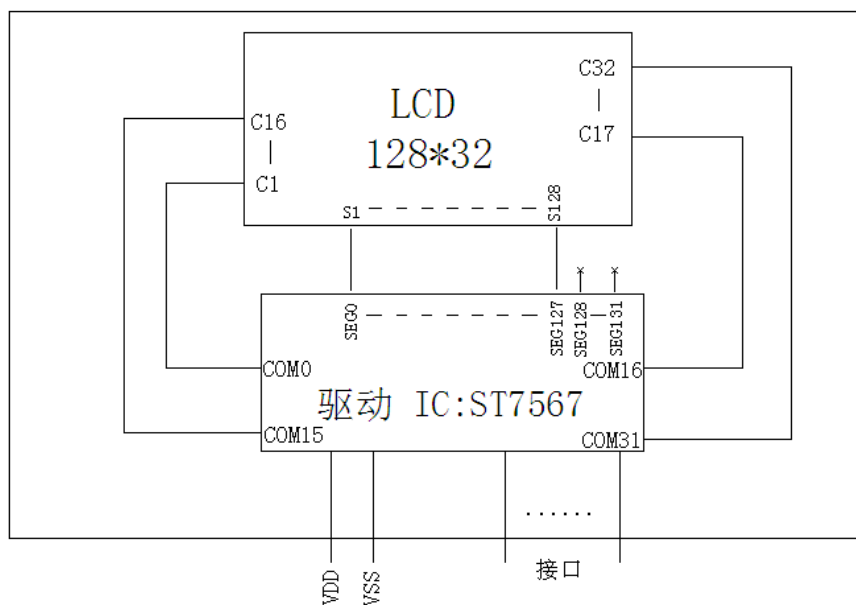 LCD
128*32
C16
C1
C32
C17
S1
S128
SEG0
SEG127
SEG128
SEG131
COM0
COM16
驱动 IC:ST7567
COM15
COM31
......
接口
VDD
VSS